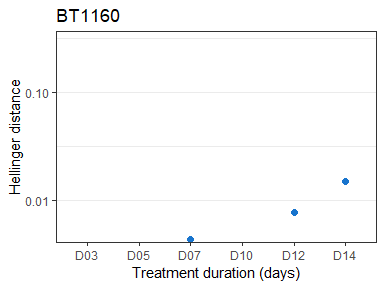 BT1160
Hellinger distance
0.10
0.01
D03 D05 D07 D10 D12 D14
Treatment duration (days)